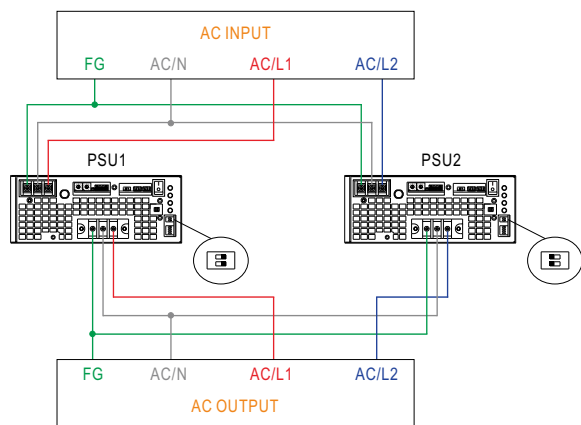 AC INPUT
FG AC/N AC/L1 AC/L2
PSU1 PSU2
FG AC/N AC/L1 AC/L2
AC OUTPUT